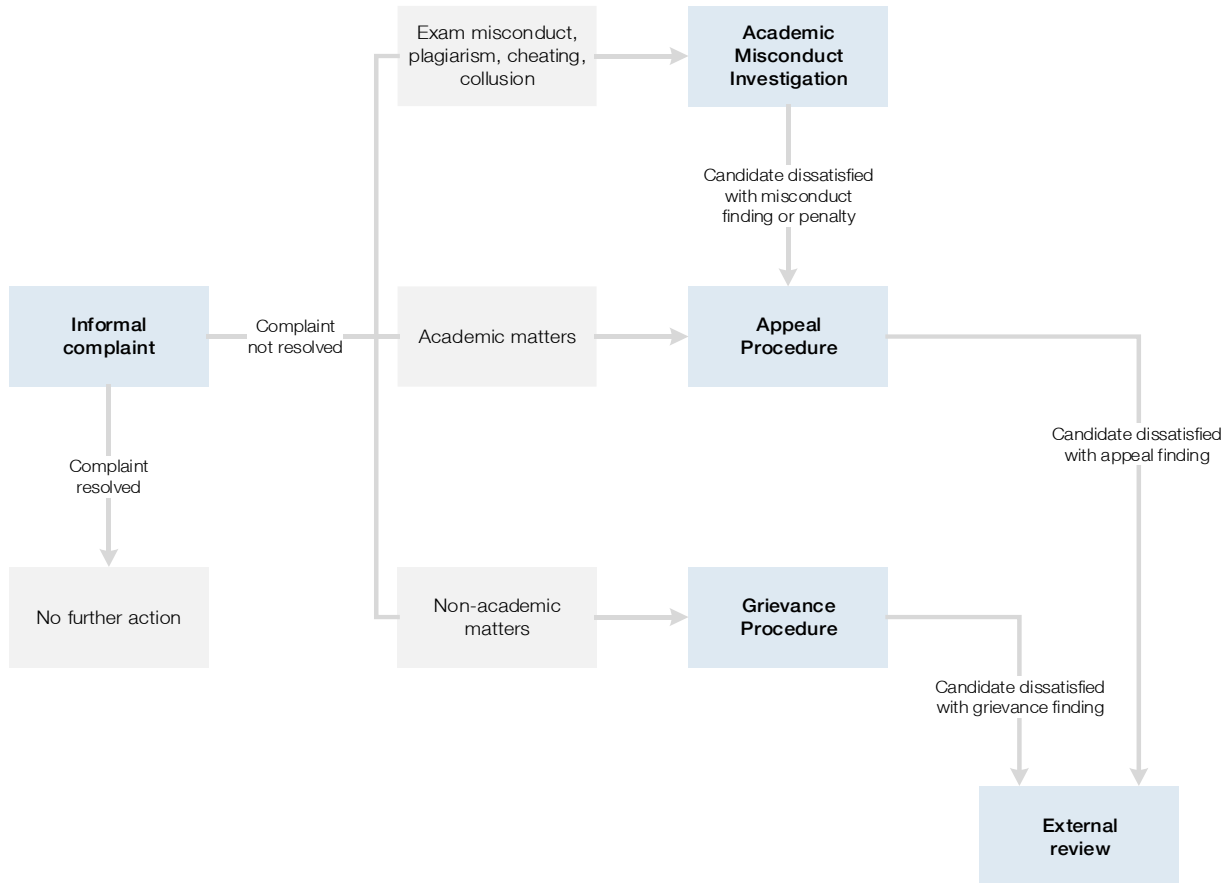 Exam misconduct,
plagiarism, cheating,
collusion
Academic
Misconduct
Investigation
Candidate dissatisfied
with misconduct
finding or penalty
Informal
complaint
Complaint
not resolved
Academic matters
Appeal
Procedure
Candidate dissatisfied
with appeal finding
Complaint
resolved
No further action
Non-academic
matters
Grievance
Procedure
Candidate dissatisfied
with grievance finding
External
review